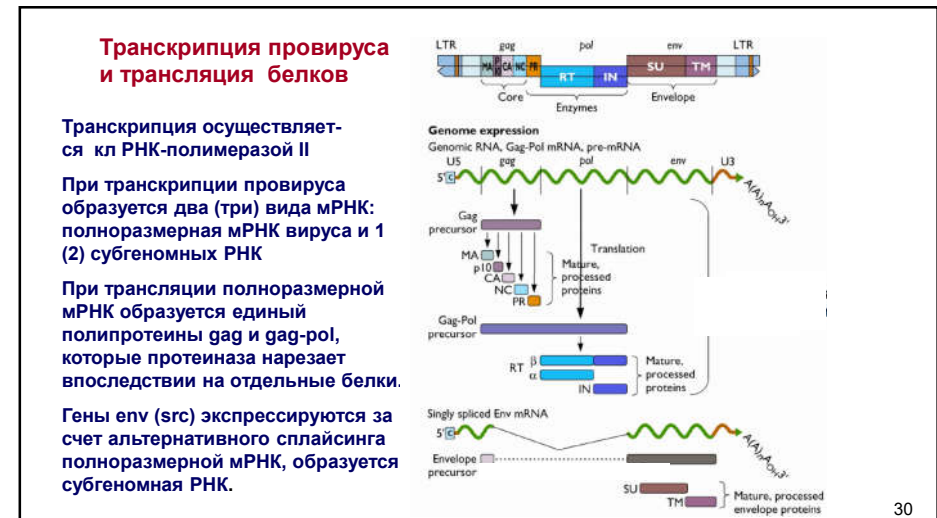 Транскрипция провируса
и трансляция белков
Транскрипция осуществляет-
ся кл РНК-полимеразой II
При транскрипции провируса
образуется два (три) вида мРНК:
полноразмерная мРНК вируса и 1
(2) субгеномных РНК
При трансляции полноразмерной
мРНК образуется единый
полипротеины gag и gag-pol,
которые протеиназа нарезает
впоследствии на отдельные белки.
Гены env (src) экспрессируются за
счет альтернативного сплайсинга
полноразмерной мРНК, образуется
субгеномная РНК.
LTR gag pol env LTR
MA p10 CA NC PR RT IN SU TM
Core Enzymes Envelope
Genome expression
Genomic RNA, Gag-Pol mRNA, pre-mRNA
U5 gag pol env U3
5' C A(A)nAOH3'
Gag
precursor
Translation
MA
p10
CA
NC
PR
Mature,
processed
proteins
Gag-Pol
precursor
RT β
α
IN
Mature,
processed
proteins
Singly spliced Env mRNA
5' C A(A)nAOH3'
Envelope
precursor
SU
TM
Mature, processed
envelope proteins
30